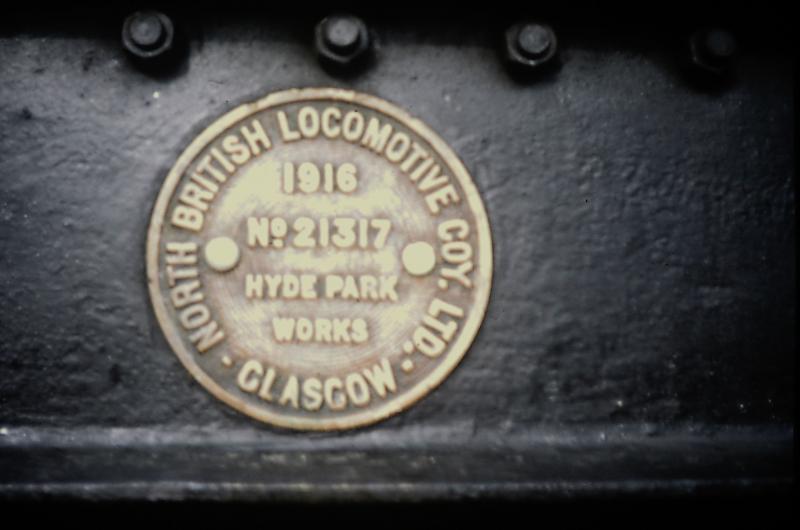 NORTH BRITISH LOCOMOTIVE COY. LTD.
1916
Nº 21317
HYDE PARK
WORKS
- GLASGOW -